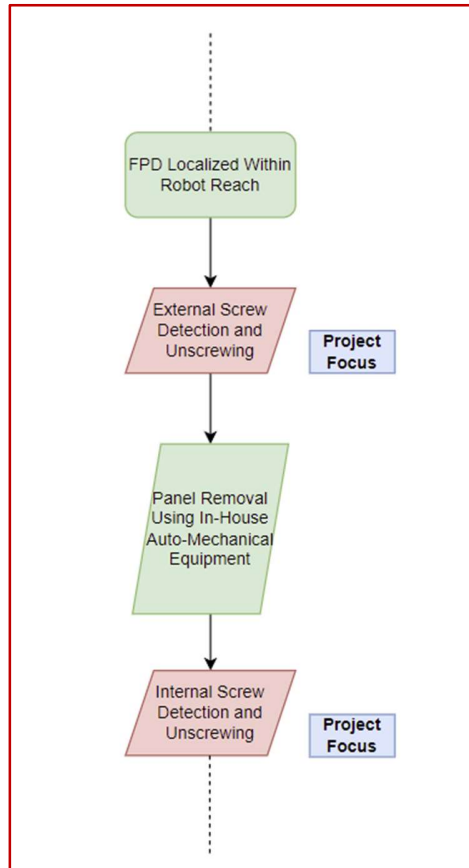 FPD Localized Within
Robot Reach
External Screw
Detection and
Unscrewing
Project
Focus
Panel Removal
Using In-House
Auto-Mechanical
Equipment
Internal Screw
Detection and
Unscrewing
Project
Focus